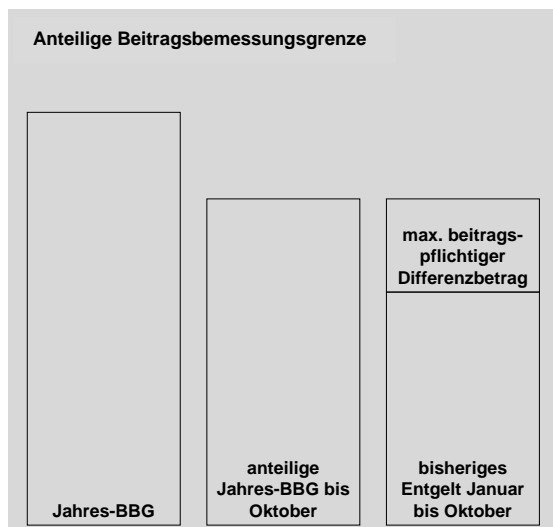 Anteilige Beitragsbemessungsgrenze
max. beitrags-
pflichtiger
Differenzbetrag
Jahres-BBG
anteilige
Jahres-BBG bis
Oktober
bisheriges
Entgelt Januar
bis Oktober